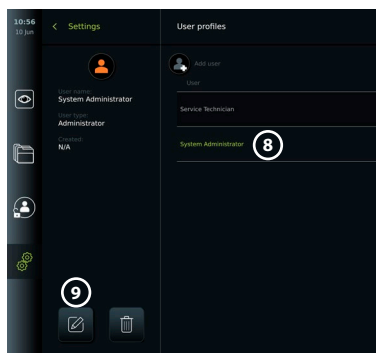 10:56
10 Jun
Settings
User name:
System Administrator
User type:
Administrator
Created:
N/A
9
User profiles
Add user
User
Service Technician
System Administrator
8